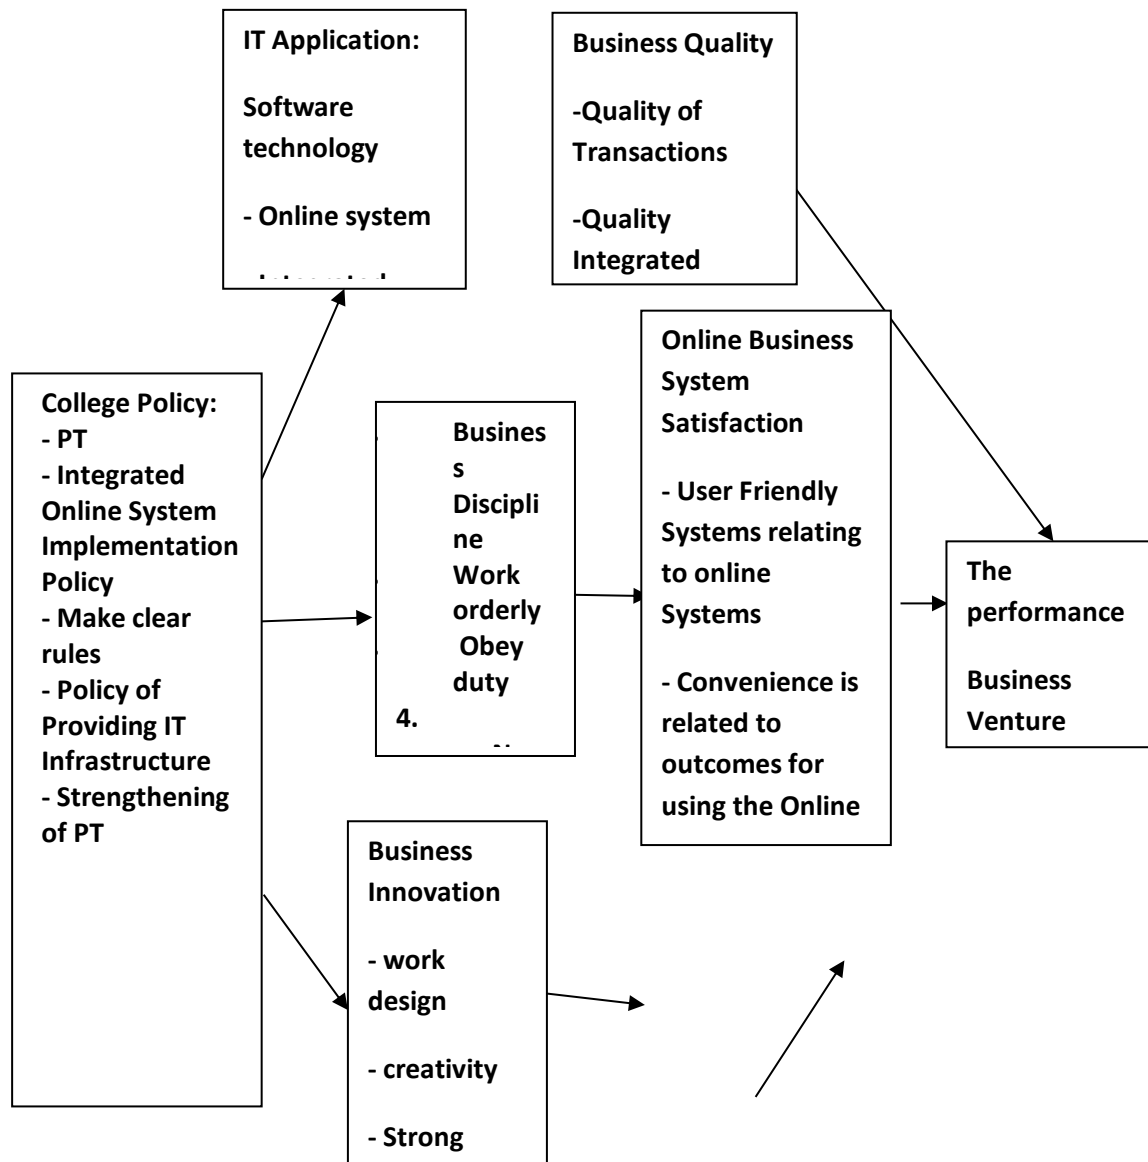 IT Application:
Software
technology
- Online system
Business Quality
-Quality of
Transactions
-Quality
Integrated
College Policy:
- PT
- Integrated
Online System
Implementation
Policy
- Make clear
rules
- Policy of
Providing IT
Infrastructure
- Strengthening
of PT
Busines
s
Discipli
ne
Work
orderly
Obey
duty
4.
Online Business
System
Satisfaction
- User Friendly
Systems relating
to online
Systems
- Convenience is
related to
outcomes for
using the Online
The
performance
Business
Venture
Business
Innovation
- work
design
- creativity
- Strong